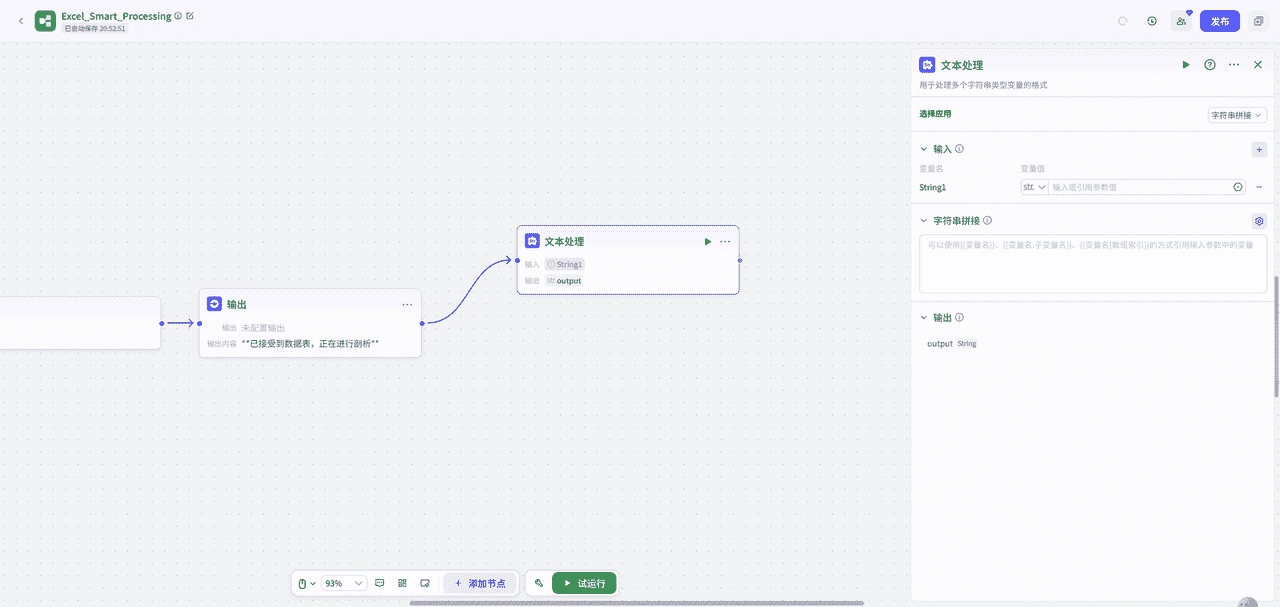 Excel_Smart_Processing
已自动保存 20:52:51
发布
输出
输出 未配置输出
输出内容 **已接受到数据表，正在进行剖析**
文本处理
输入 String1
输出 str. output
93%
添加节点
试运行
文本处理
用于处理多个字符串类型变量的格式
选择应用
字符串拼接
输入
变量名 变量值
String1 str. 输入或引用参数值
字符串拼接
可以使用{{变量名}}、{{变量名.子变量名}}、{{变量名[数组索引]}}的方式引用输入参数中的变量
输出
output String